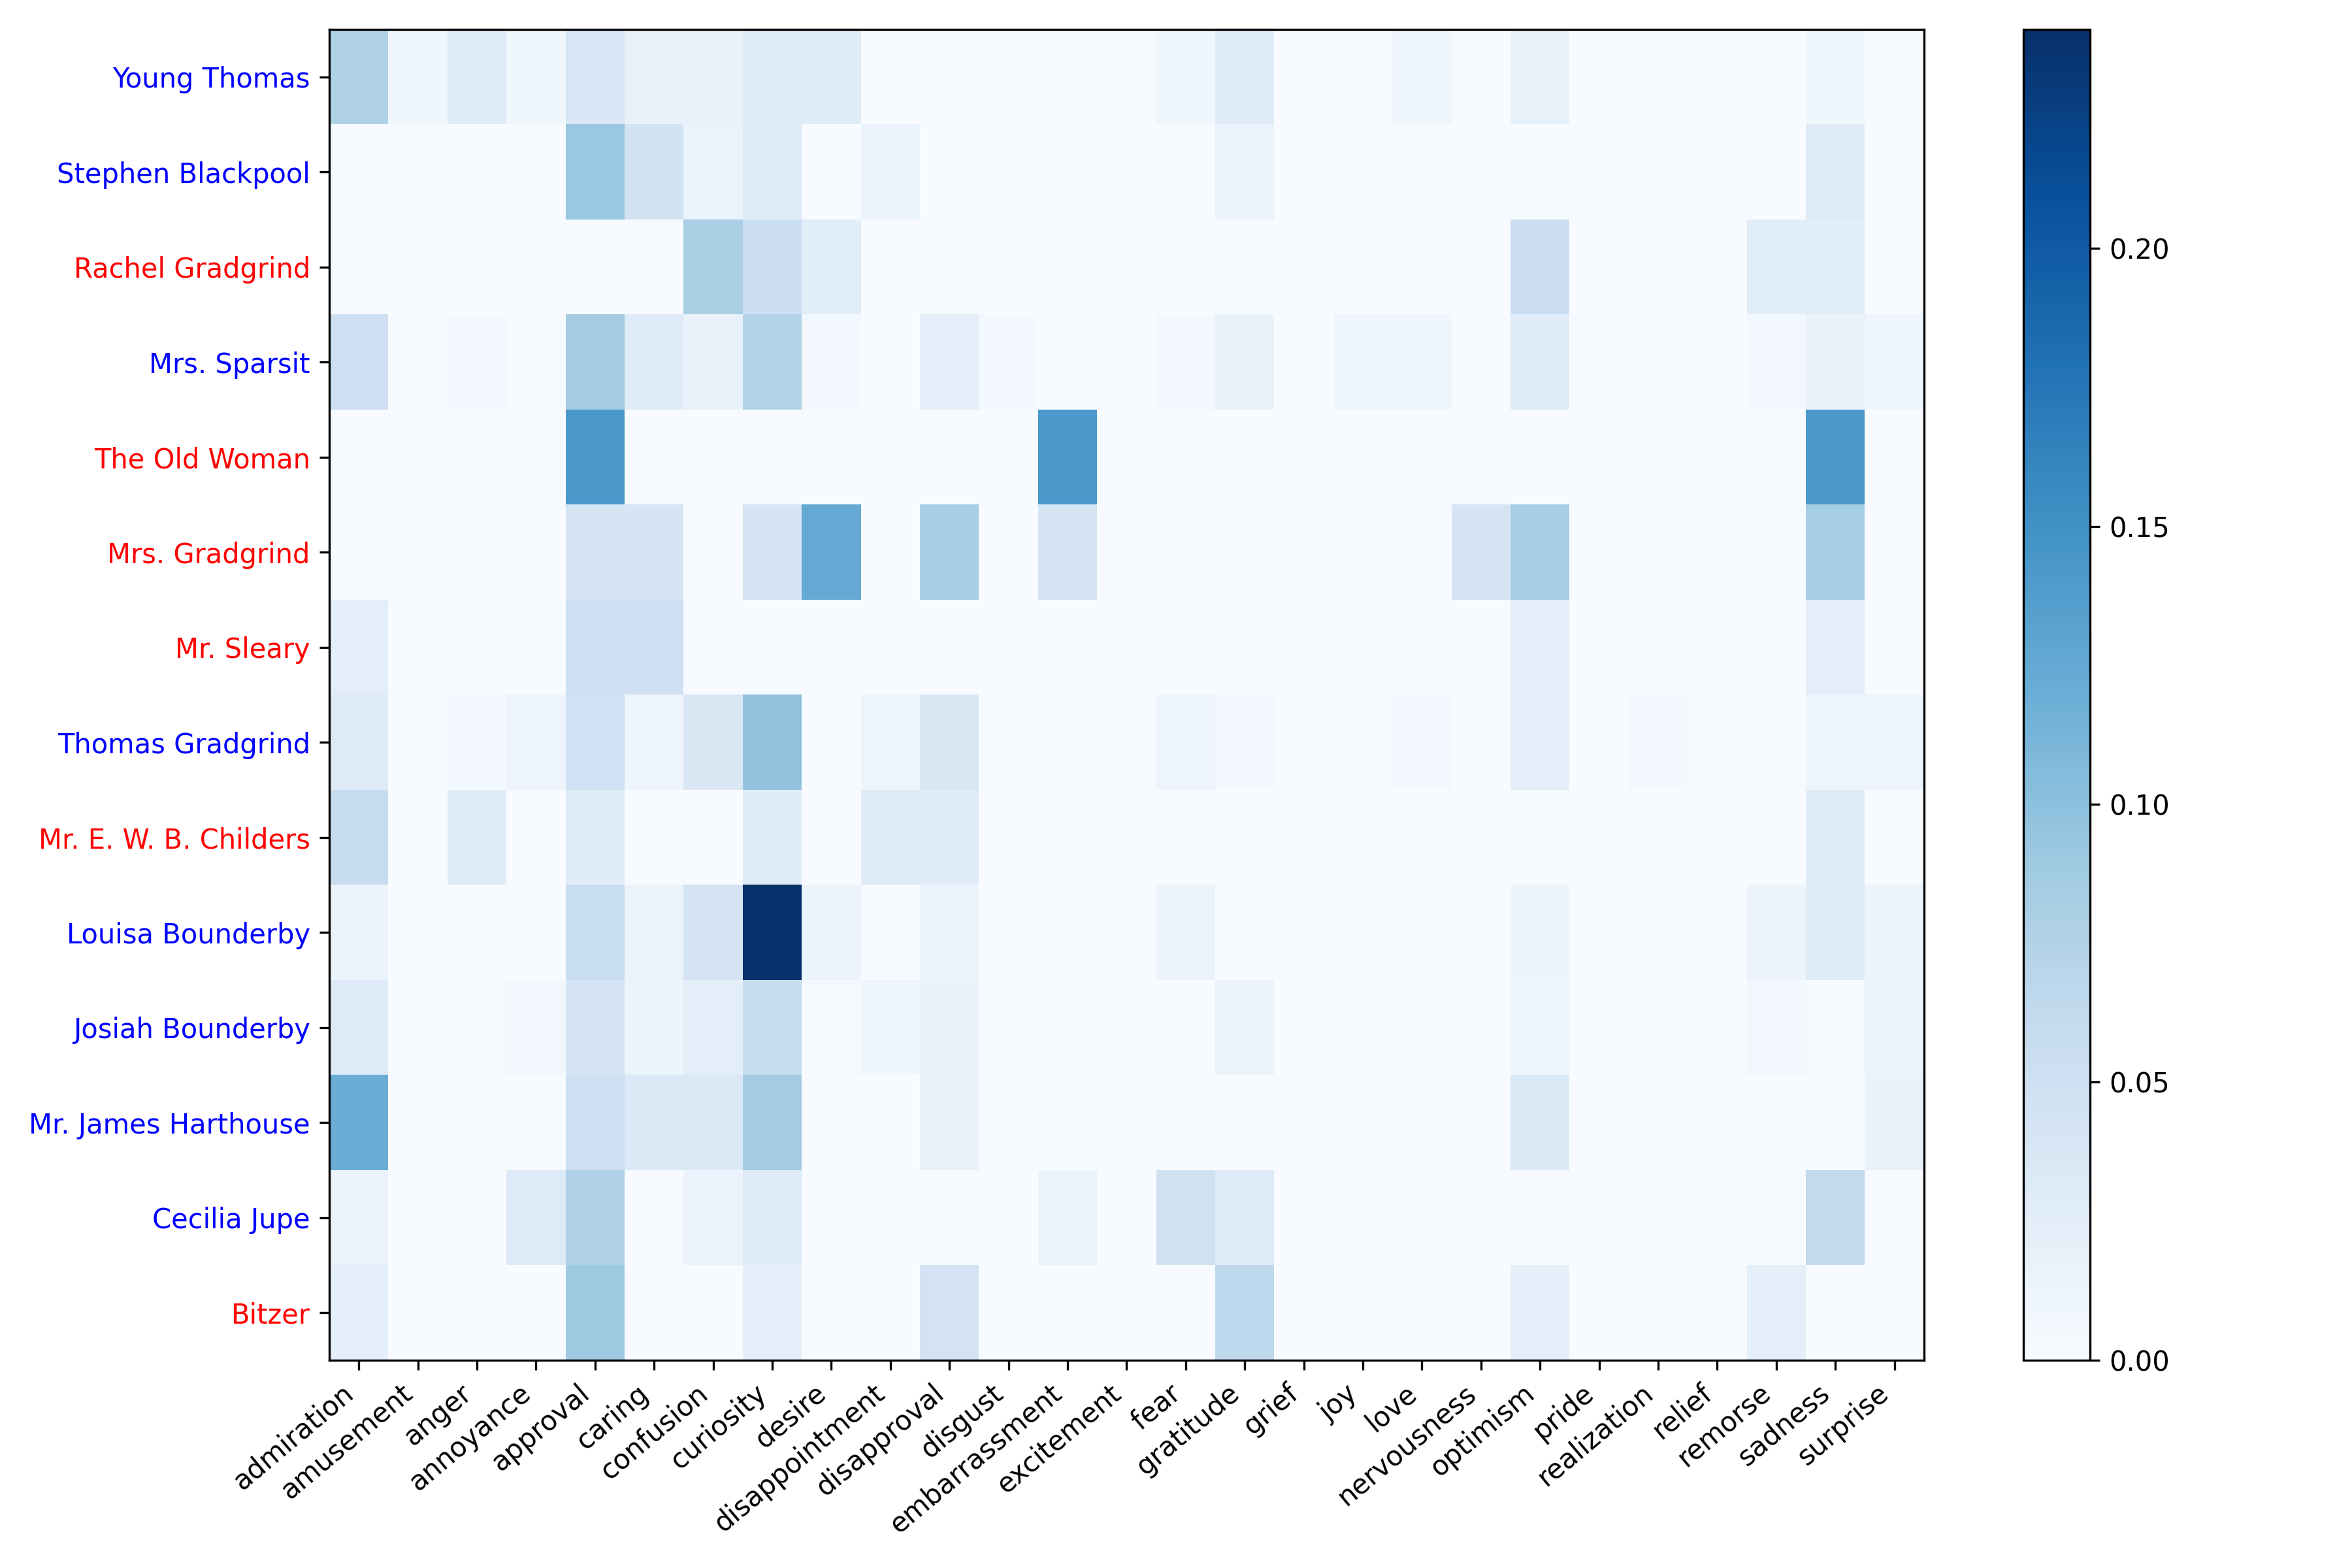 Young Thomas
Stephen Blackpool
Rachel Gradgrind
Mrs. Sparsit
The Old Woman
Mrs. Gradgrind
Mr. Sleary
Thomas Gradgrind
Mr. E. W. B. Childers
Louisa Bounderby
Josiah Bounderby
Mr. James Harthouse
Cecilia Jupe
Bitzer
admiration
amusement
anger
annoyance
approval
caring
confusion
curiosity
desire
disappointment
disapproval
disgust
embarrassment
excitement
fear
gratitude
grief
joy
love
nervousness
optimism
pride
realization
relief
remorse
sadness
surprise
0.20
0.15
0.10
0.05
0.00